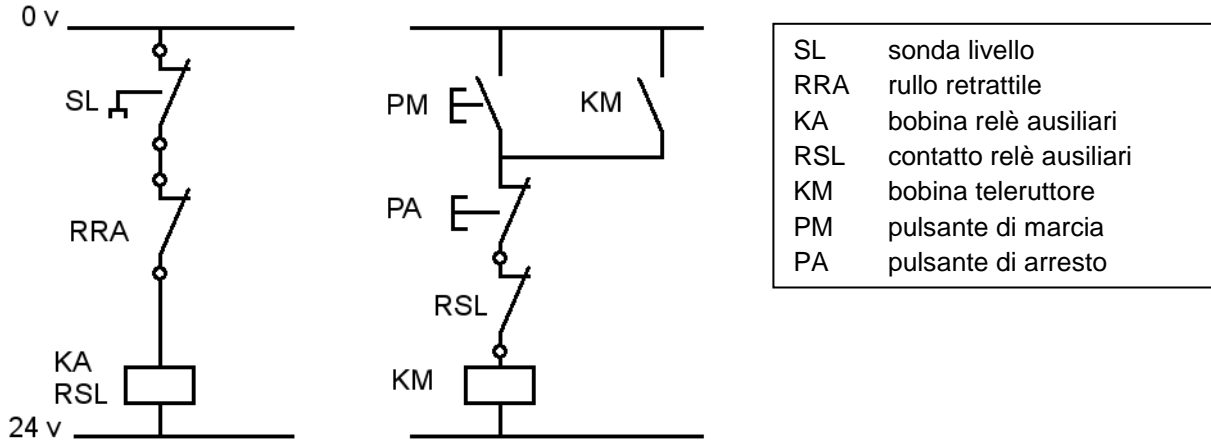 0 v
SL
RRA
KA
RSL
24 v
PM
KM
PA
RSL
KM
SL sonda livello
RRA rullo retrattile
KA bobina relè ausiliari
RSL contatto relè ausiliari
KM bobina teleruttore
PM pulsante di marcia
PA pulsante di arresto